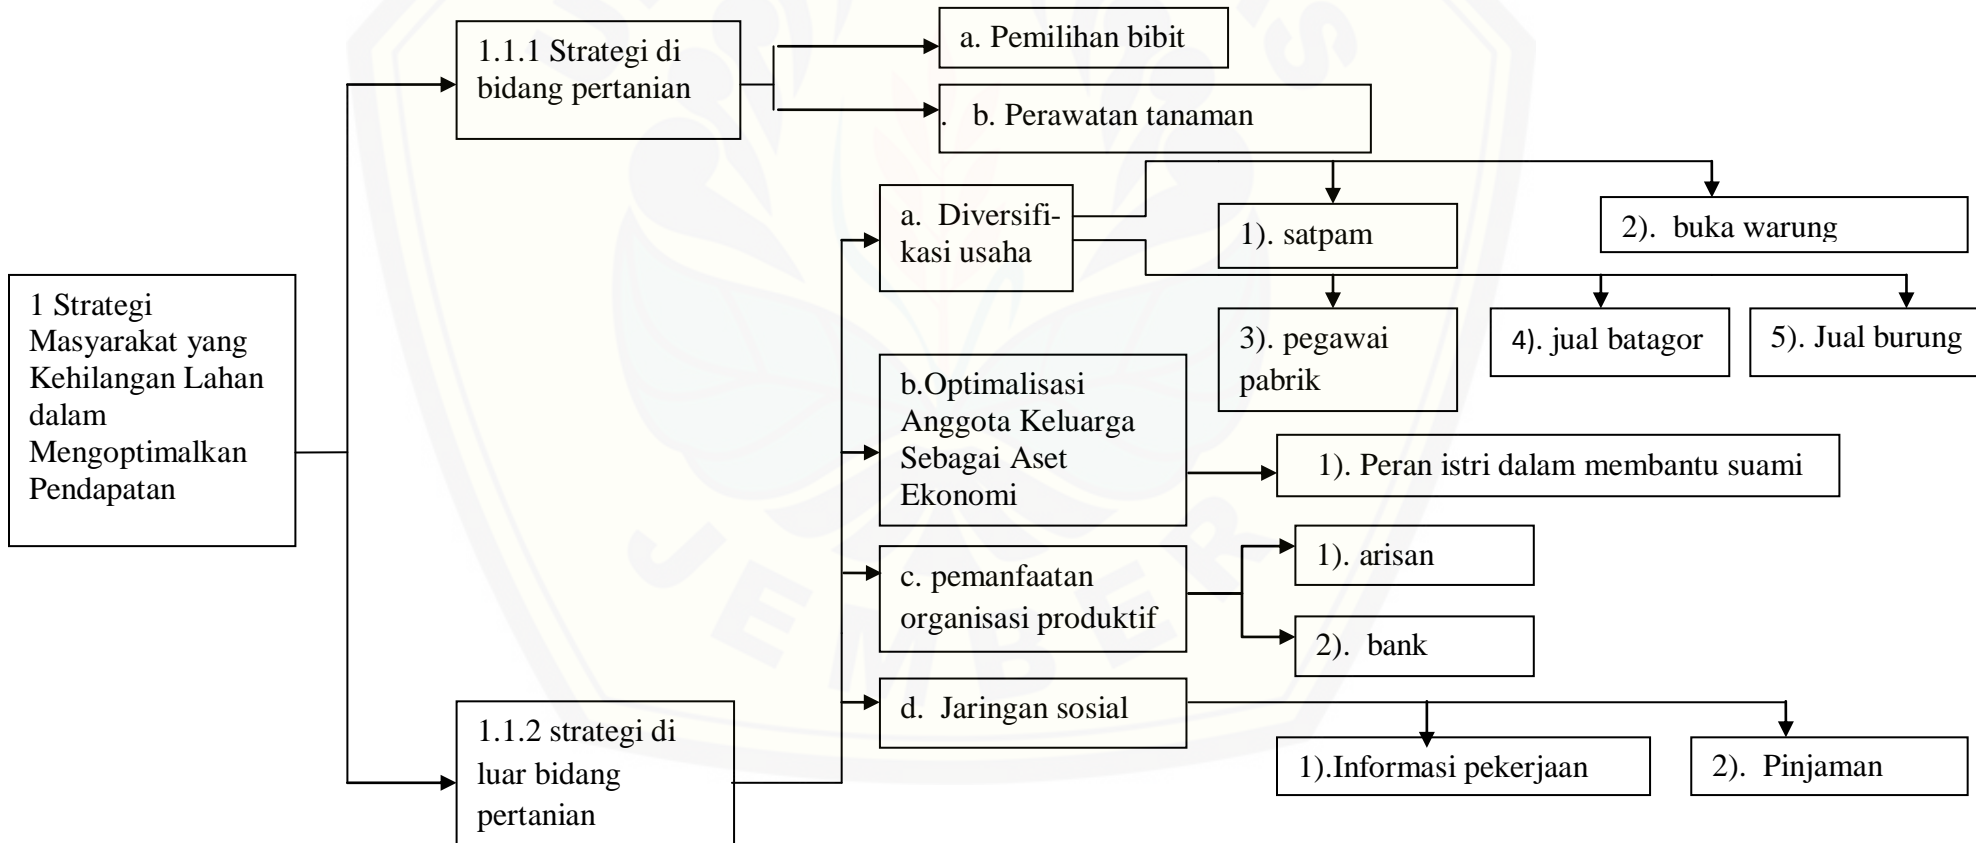 1 Strategi
Masyarakat yang
Kehilangan Lahan
dalam
Mengoptimalkan
Pendapatan
1.1.1 Strategi di
bidang pertanian
a. Pemilihan bibit
. b. Perawatan tanaman
1.1.2 strategi di
luar bidang
pertanian
a. Diversifi-
kasi usaha
1). satpam
2). buka warung
3). pegawai
pabrik
4). jual batagor
5). Jual burung
b.Optimalisasi
Anggota Keluarga
Sebagai Aset
Ekonomi
1). Peran istri dalam membantu suami
c. pemanfaatan
organisasi produktif
1). arisan
2). bank
d. Jaringan sosial
1).Informasi pekerjaan
2). Pinjaman
JEMBER